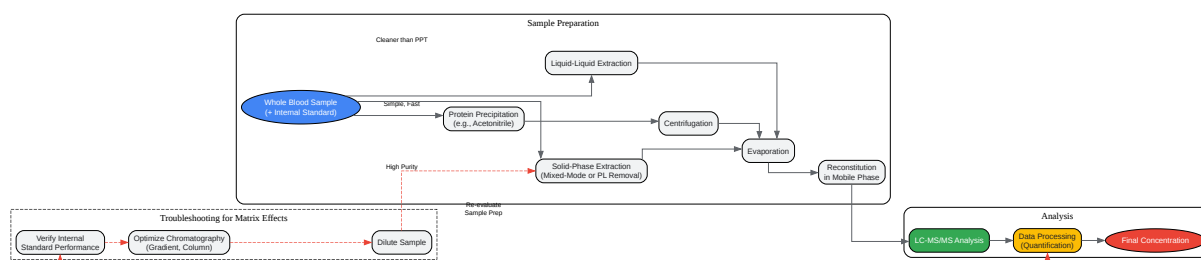 Sample Preparation
Cleaner than PPT
Liquid-Liquid Extraction
Whole Blood Sample
(+ Internal Standard)
Simple, Fast
Protein Precipitation
(e.g., Acetonitrile)
Centrifugation
Evaporation
High Purity
Solid-Phase Extraction
(Mixed-Mode or PL Removal)
Reconstitution
in Mobile Phase
Re-evaluate
Sample Prep
Troubleshooting for Matrix Effects
Verify Internal
Standard Performance
Optimize Chromatography
(Gradient, Column)
Dilute Sample
Analysis
LC-MS/MS Analysis
Data Processing
(Quantification)
Final Concentration